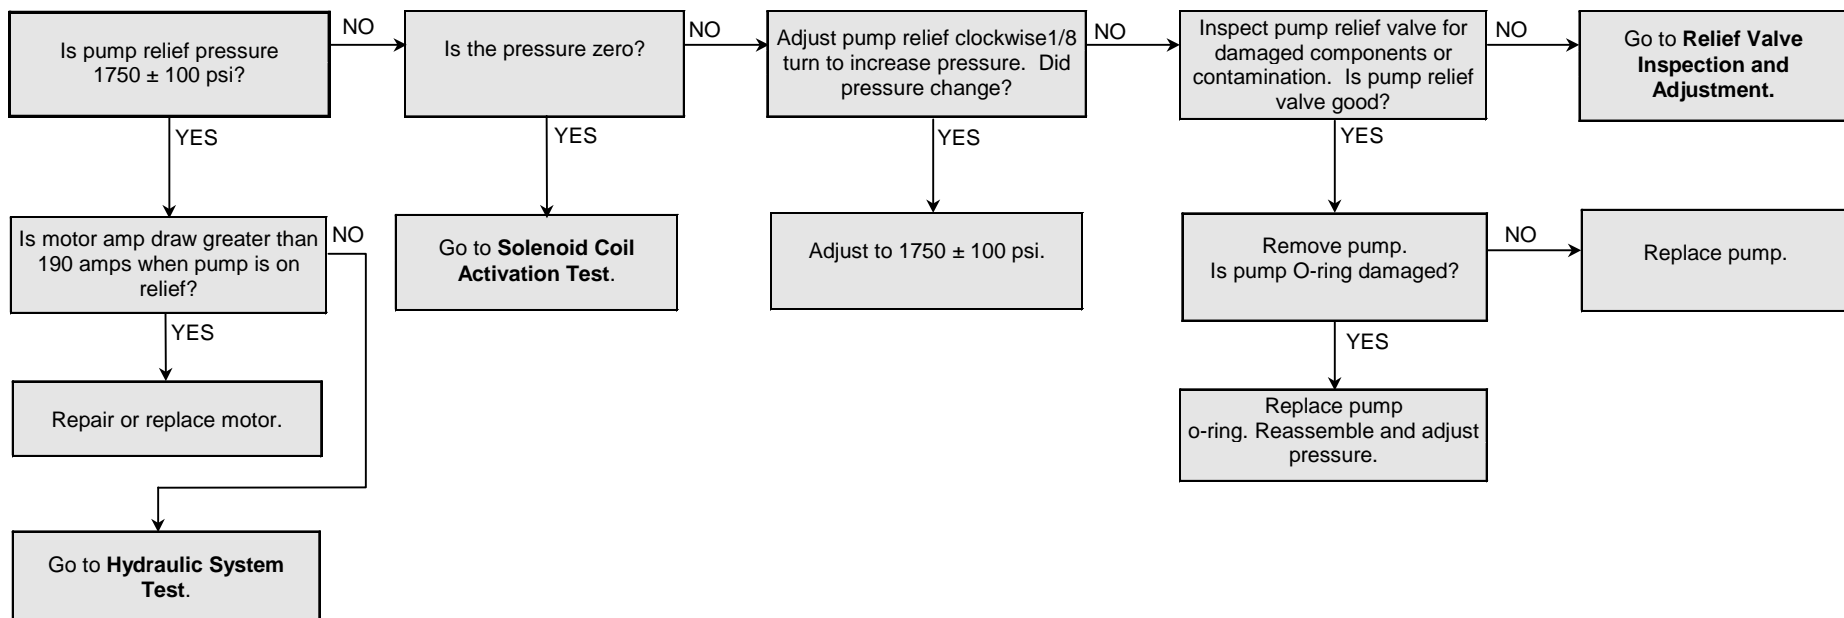 Is pump relief pressure
1750 ± 100 psi?
NO
Is the pressure zero?
NO
Adjust pump relief clockwise1/8
turn to increase pressure. Did
pressure change?
NO
Inspect pump relief valve for
damaged components or
contamination. Is pump relief
valve good?
NO
Go to Relief Valve
Inspection and
Adjustment.
YES
YES
YES
YES
Is motor amp draw greater than
190 amps when pump is on
relief?
NO
Go to Solenoid Coil
Activation Test.
Adjust to 1750 ± 100 psi.
Remove pump.
Is pump O-ring damaged?
NO
Replace pump.
YES
YES
Repair or replace motor.
Replace pump
o-ring. Reassemble and adjust
pressure.
Go to Hydraulic System
Test.